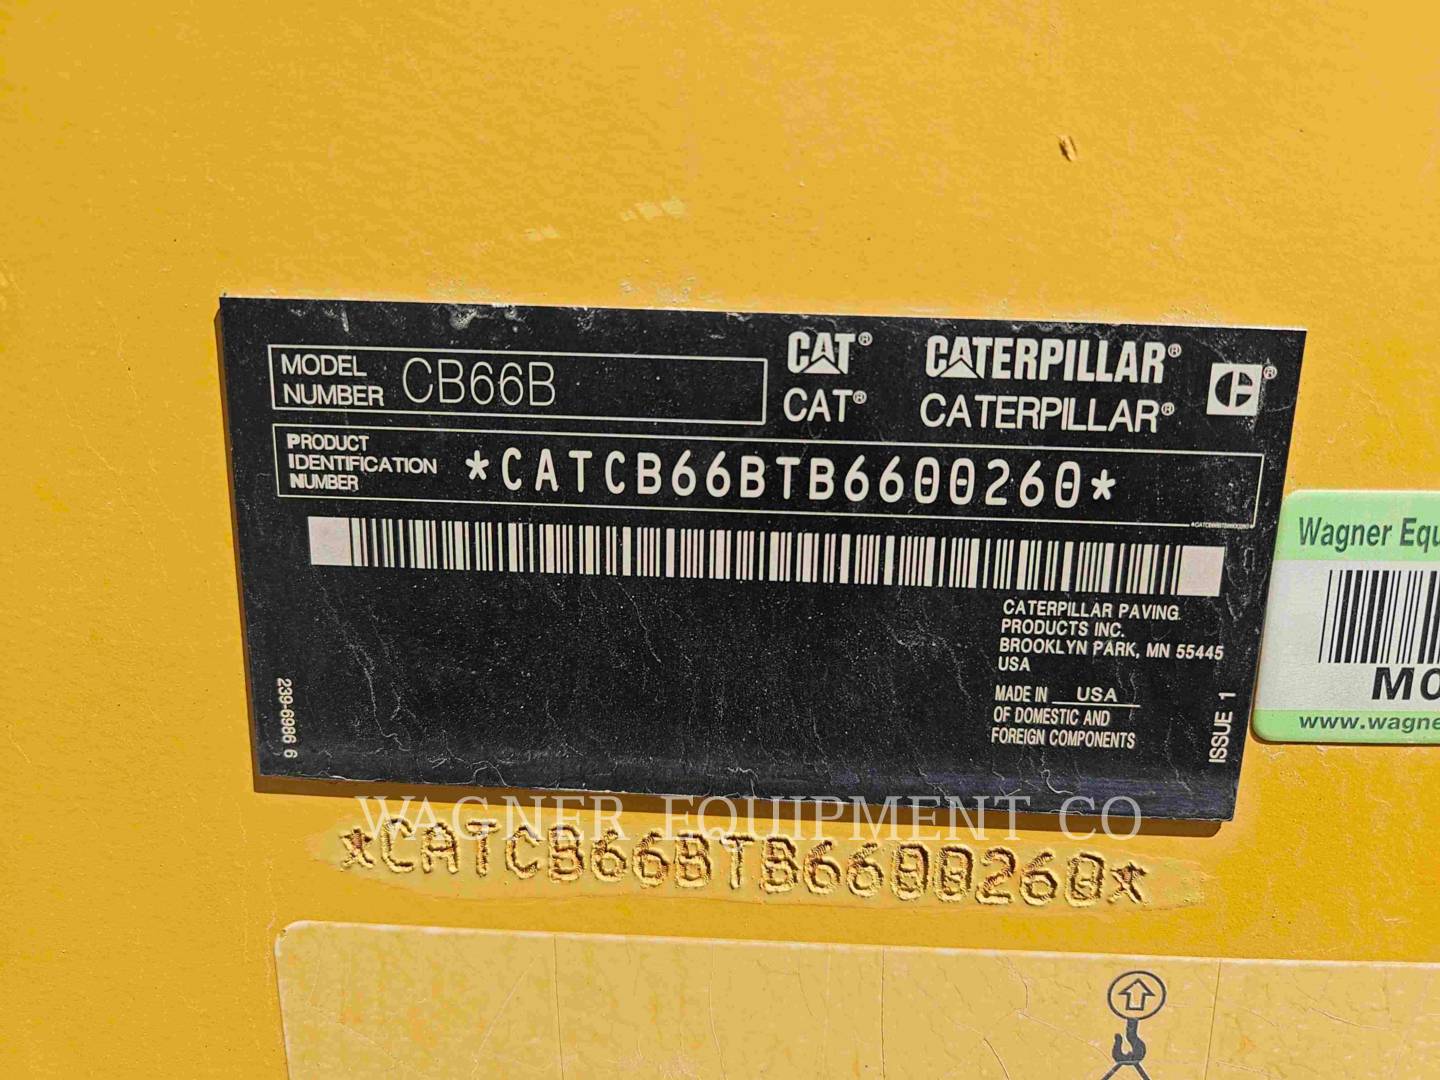 MODEL
NUMBER CB66B
CAT® CATERPILLAR®
CAT® CATERPILLAR®
PRODUCT
IDENTIFICATION
NUMBER
*CATCB66BTB6600260*
*CATCB66BTB6600260*
CATERPILLAR PAVING
PRODUCTS INC.
BROOKLYN PARK, MN 55445
USA
MADE IN USA
OF DOMESTIC AND
FOREIGN COMPONENTS
239-6986 6
ISSUE 1
Wagner Equ
MO
www.wagne
WAGNER EQUIPMENT CO
*CATCB66BTB6600260*